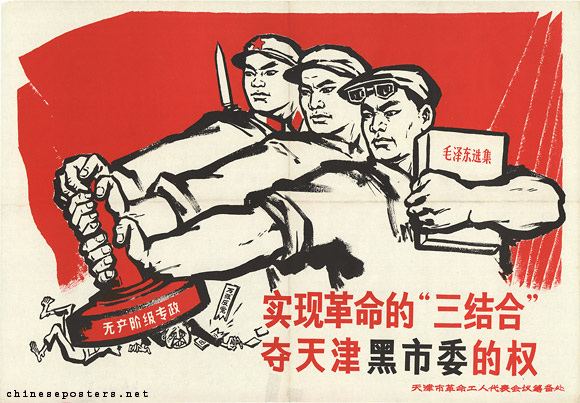 毛泽东选集
无产阶级专政
实现革命的“三结合”
夺天津黑市委的权
天津市革命工人代表会议筹备处
chineseposters.net